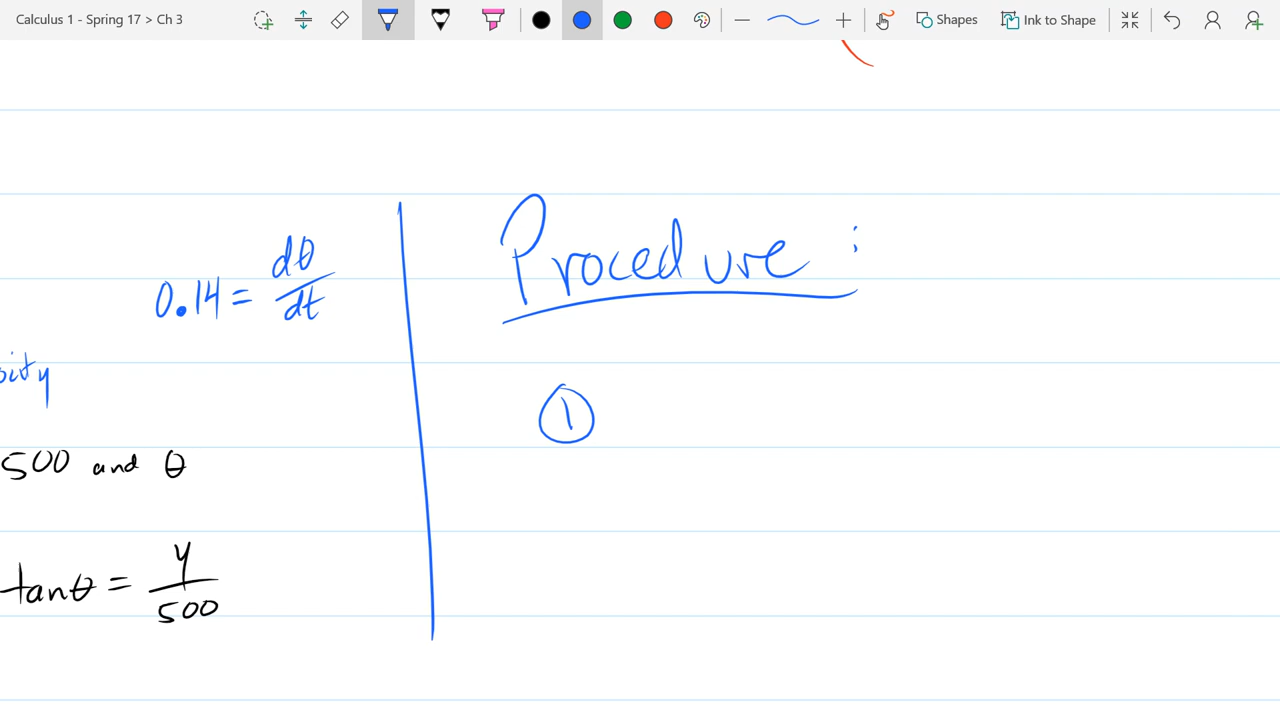 Calculus 1 - Spring 17 > Ch 3
Shapes
Ink to Shape
0.14 = dθ/dt
500 and θ
tanθ = y/500
Procedure :
①